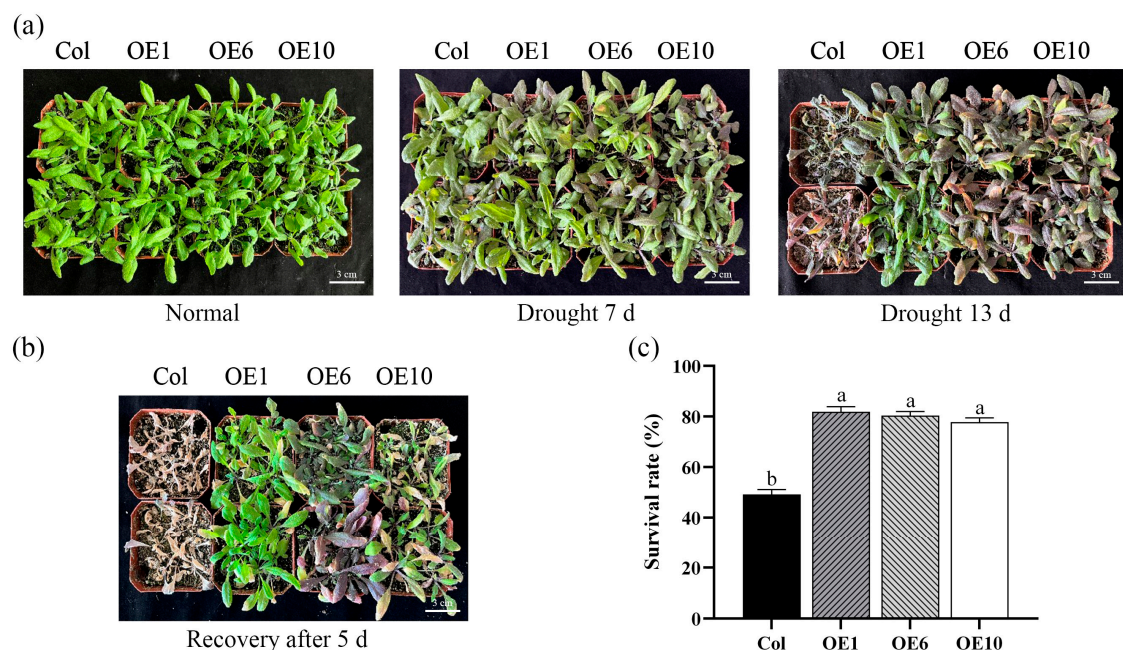 (a)
Col OE1 OE6 OE10 Col OE1 OE6 OE10 Col OE1 OE6 OE10
3 cm 3 cm 3 cm
Normal Drought 7 d Drought 13 d
(b)
Col OE1 OE6 OE10
3 cm
Recovery after 5 d
(c)
Survival rate (%)
100
80
60
40
20
0
b a a a
Col OE1 OE6 OE10